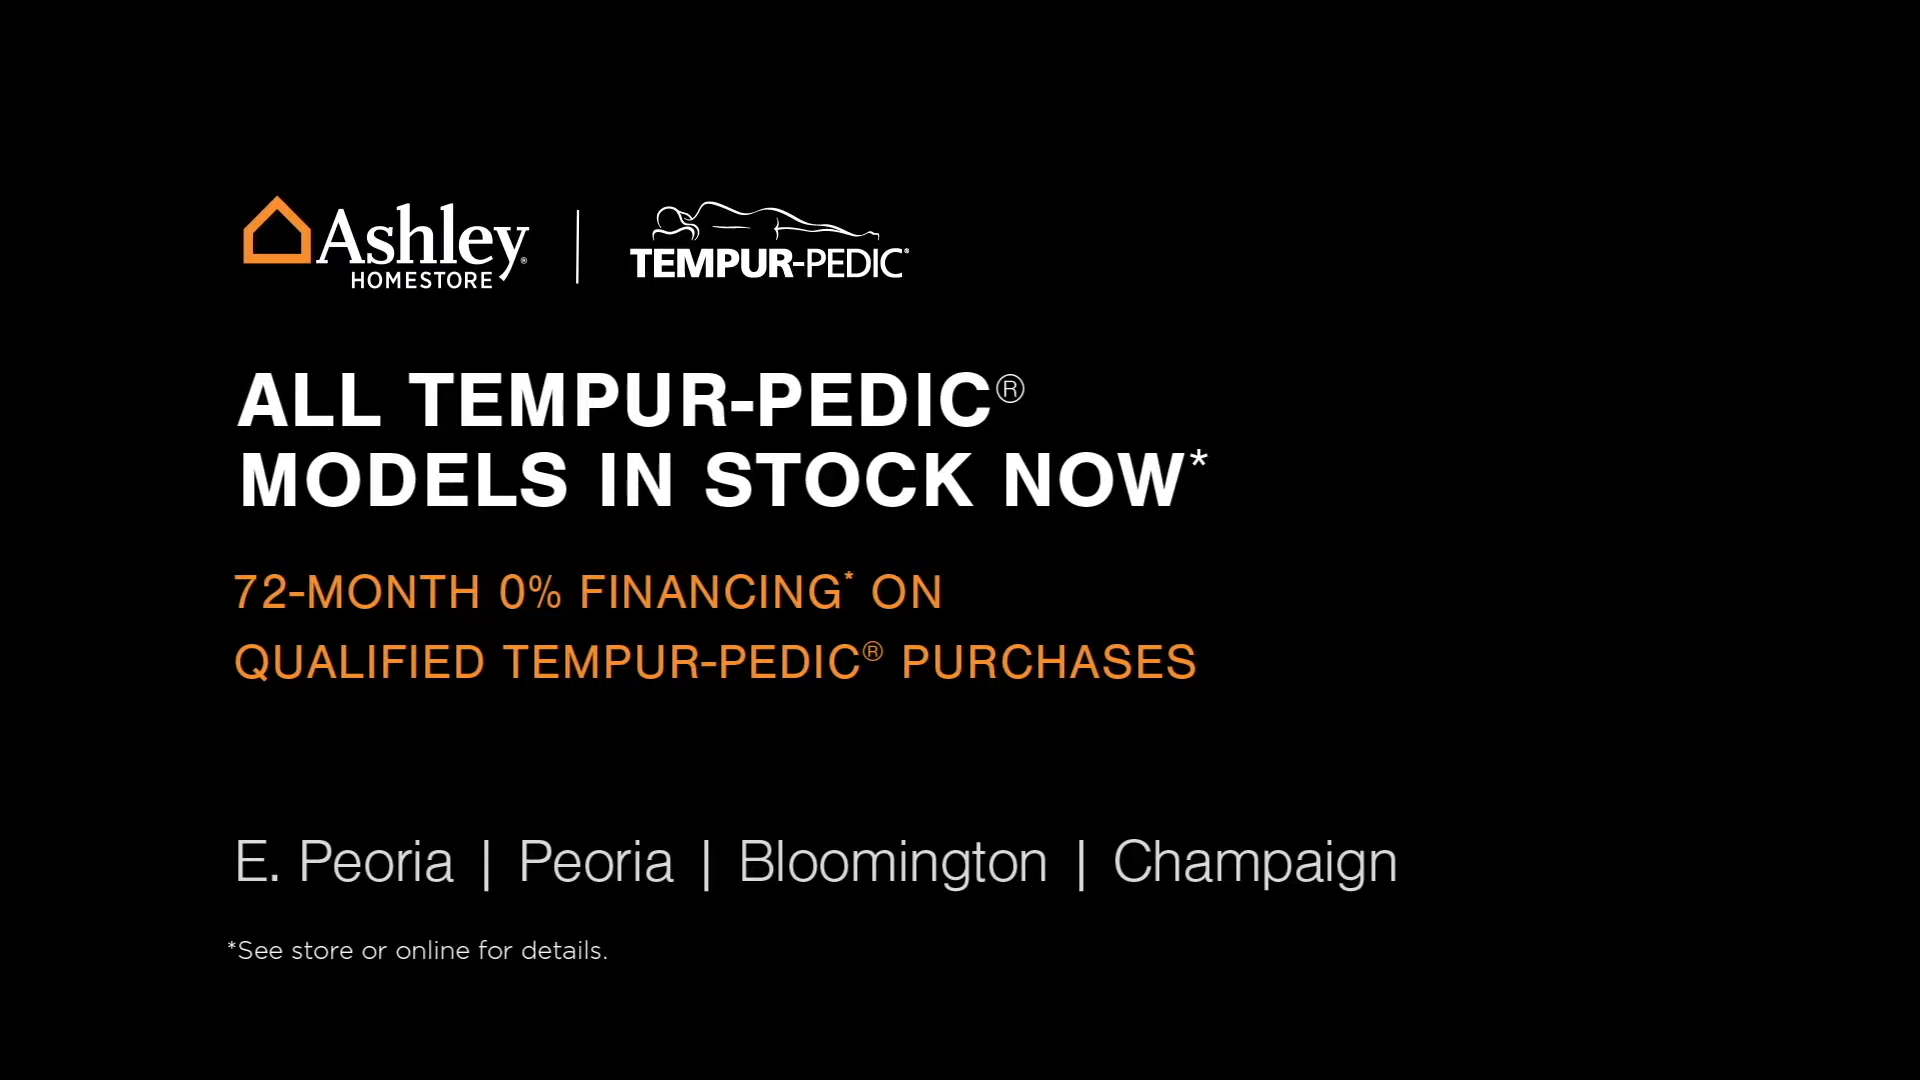 Ashley®
HOMESTORE
TEMPUR-PEDIC®
ALL TEMPUR-PEDIC®
MODELS IN STOCK NOW*
72-MONTH 0% FINANCING* ON
QUALIFIED TEMPUR-PEDIC® PURCHASES
E. Peoria | Peoria | Bloomington | Champaign
*See store or online for details.